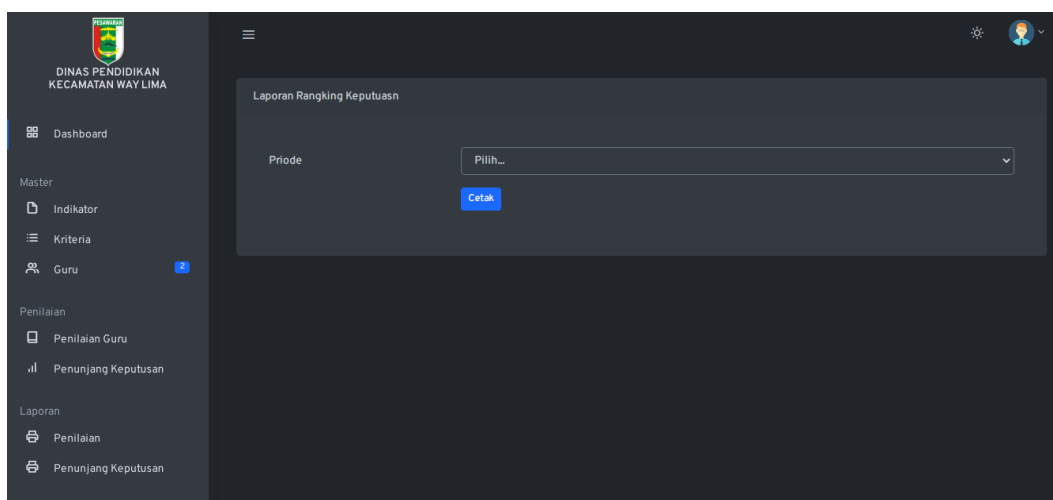 PESAWARAN
DINAS PENDIDIKAN
KECAMATAN WAY LIMA
Dashboard
Master
Indikator
Kriteria
Guru 2
Penilaian
Penilaian Guru
Penunjang Keputusan
Laporan
Penilaian
Penunjang Keputusan
Laporan Rangking Keputuasn
Priode Pilih...
Cetak